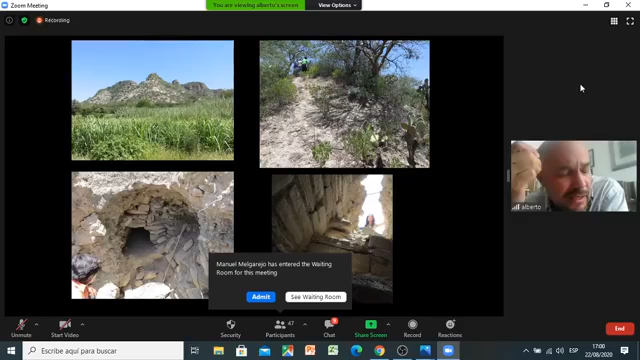 Zoom Meeting
You are viewing alberto's screen
View Options
Recording
alberto
Manuel Melgarejo has entered the Waiting
Room for this meeting
Admit
See Waiting Room
Unmute
Start Video
Security
47
Participants
Chat
Share Screen
Record
Reactions
End
Escribe aquí para buscar
ESP
17:00
22/08/2020